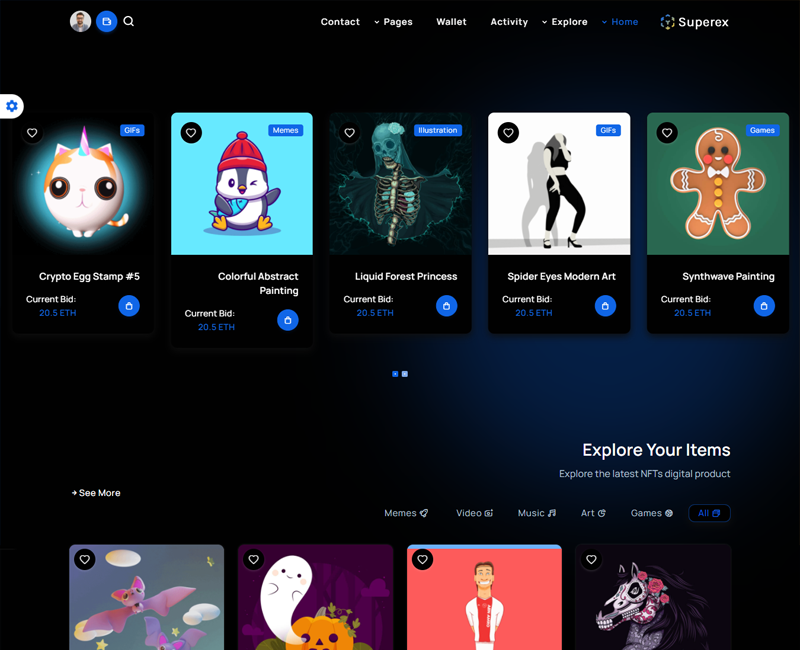 Contact
Pages
Wallet
Activity
Explore
Home
Superex
GIFs
Crypto Egg Stamp #5
Current Bid:
20.5 ETH
Memes
Colorful Abstract
Painting
Current Bid:
20.5 ETH
Illustration
Liquid Forest Princess
Current Bid:
20.5 ETH
GIFs
Spider Eyes Modern Art
Current Bid:
20.5 ETH
Games
Synthwave Painting
Current Bid:
20.5 ETH
Explore Your Items
Explore the latest NFTs digital product
See More
Memes
Video
Music
Art
Games
All